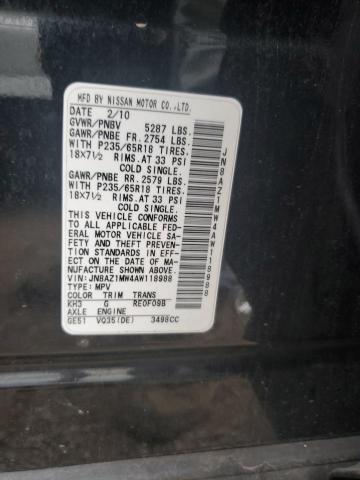 MFD BY NISSAN MOTOR CO.,LTD.
DATE 2/10
GVWR/PNBV 5287 LBS.
GAWR/PNBE FR. 2754 LBS.
WITH P235/65R18 TIRES.
18X7½ RIMS.AT 33 PSI
COLD SINGLE.
GAWR/PNBE RR. 2579 LBS.
WITH P235/65R18 TIRES.
18X7½ RIMS.AT 33 PSI
COLD SINGLE.
THIS VEHICLE CONFORMS
TO ALL APPLICABLE FED-
ERAL MOTOR VEHICLE SA-
FETY AND THEFT PREVENTION
STANDARDS IN EFF-
ECT ON THE DATE OF MA-
NUFACTURE SHOWN ABOVE.
VIN: JN8AZ1MW4AW118988
TYPE: MPV
COLOR TRIM TRANS
KH3 G RE0F09B
AXLE ENGINE
GE51 VQ35(DE) 3498CC
JN8AZ1MW4AW118988